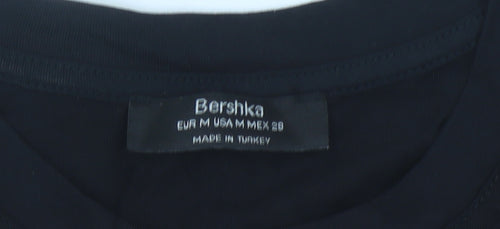 Bershka
EUR M USA M MEX 28
MADE IN TURKEY